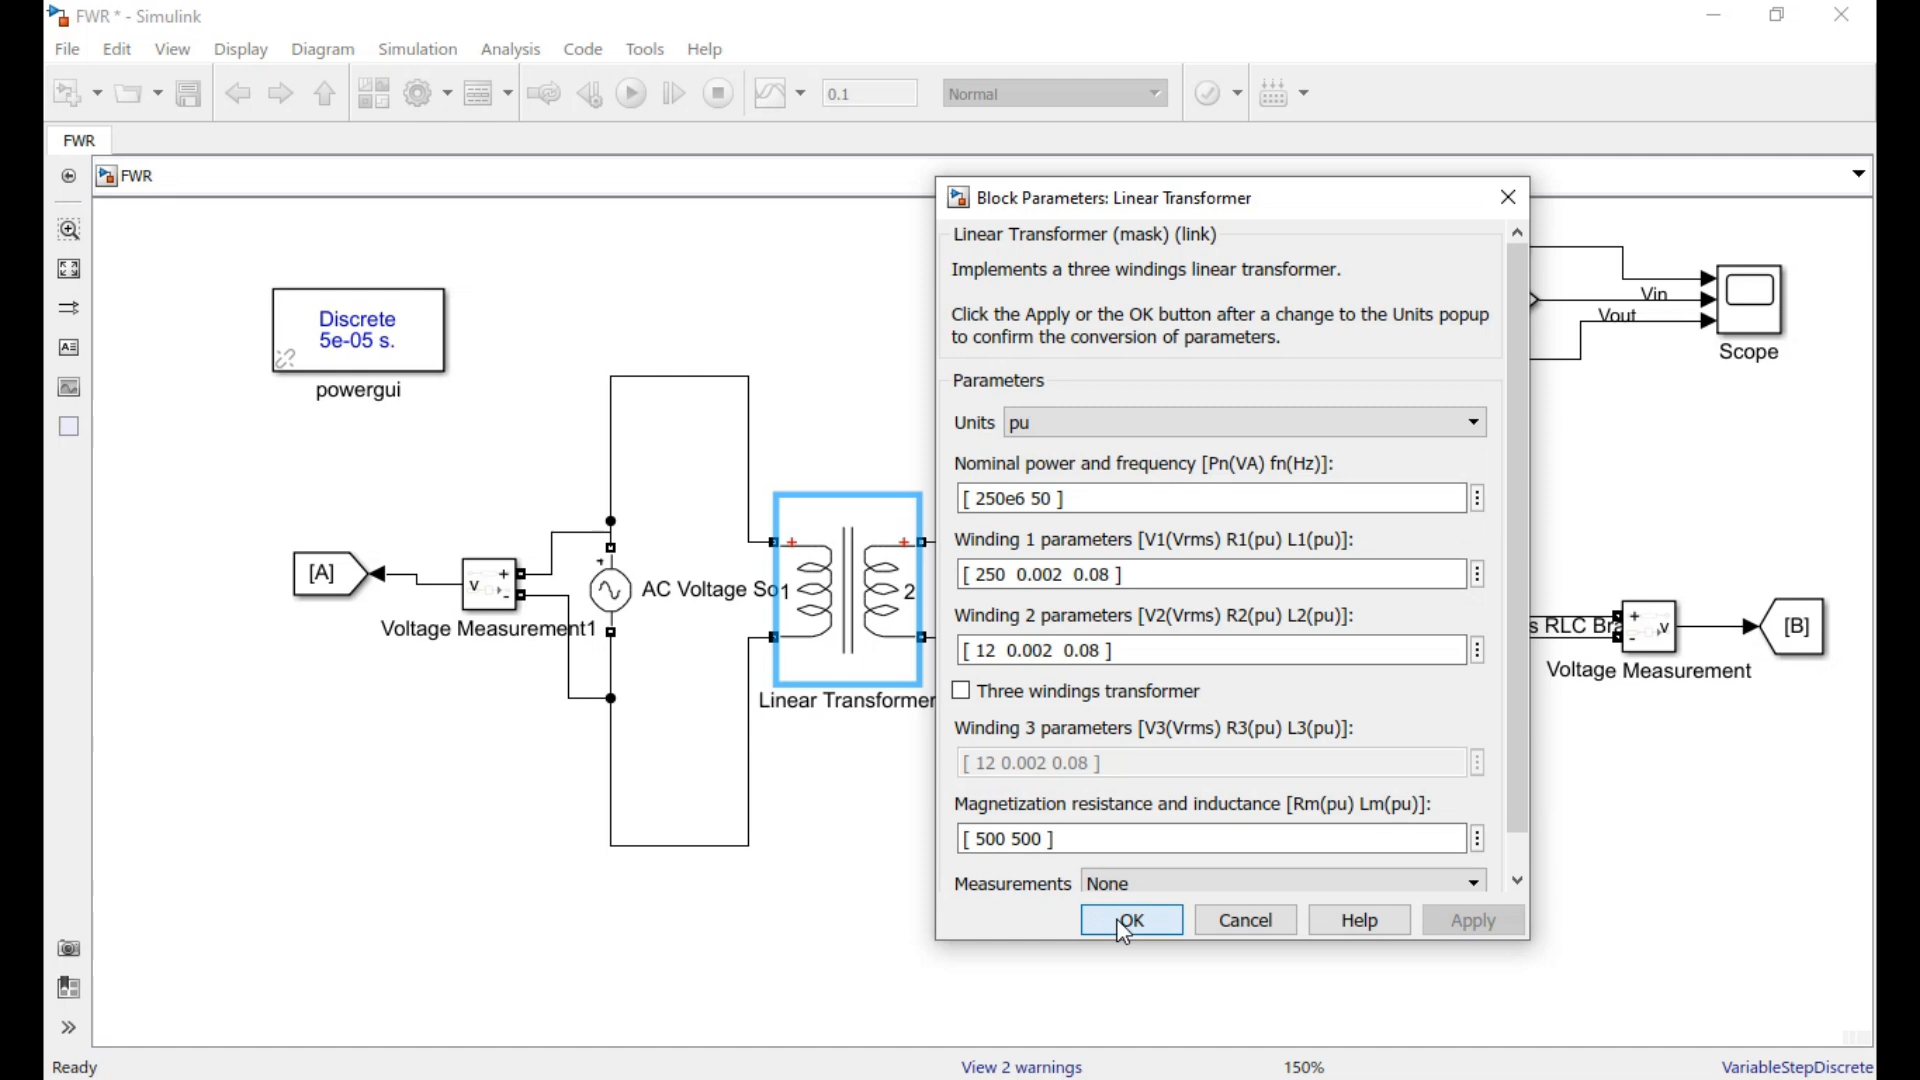 FWR * - Simulink
File Edit View Display Diagram Simulation Analysis Code Tools Help
0.1 Normal
FWR
FWR
Discrete
5e-05 s.
powergui
[A]
v + -
Voltage Measurement1
+
AC Voltage So
+ +
1 2
Linear Transformer
Block Parameters: Linear Transformer
Linear Transformer (mask) (link)
Implements a three windings linear transformer.
Click the Apply or the OK button after a change to the Units popup
to confirm the conversion of parameters.
Parameters
Units pu
Nominal power and frequency [Pn(VA) fn(Hz)]:
[ 250e6 50 ]
Winding 1 parameters [V1(Vrms) R1(pu) L1(pu)]:
[ 250 0.002 0.08 ]
Winding 2 parameters [V2(Vrms) R2(pu) L2(pu)]:
[ 12 0.002 0.08 ]
Three windings transformer
Winding 3 parameters [V3(Vrms) R3(pu) L3(pu)]:
[ 12 0.002 0.08 ]
Magnetization resistance and inductance [Rm(pu) Lm(pu)]:
[ 500 500 ]
Measurements None
OK Cancel Help Apply
Vin
Vout
Scope
s RLC Bra
+ - v
[B]
Voltage Measurement
Ready
View 2 warnings
150%
VariableStepDiscrete